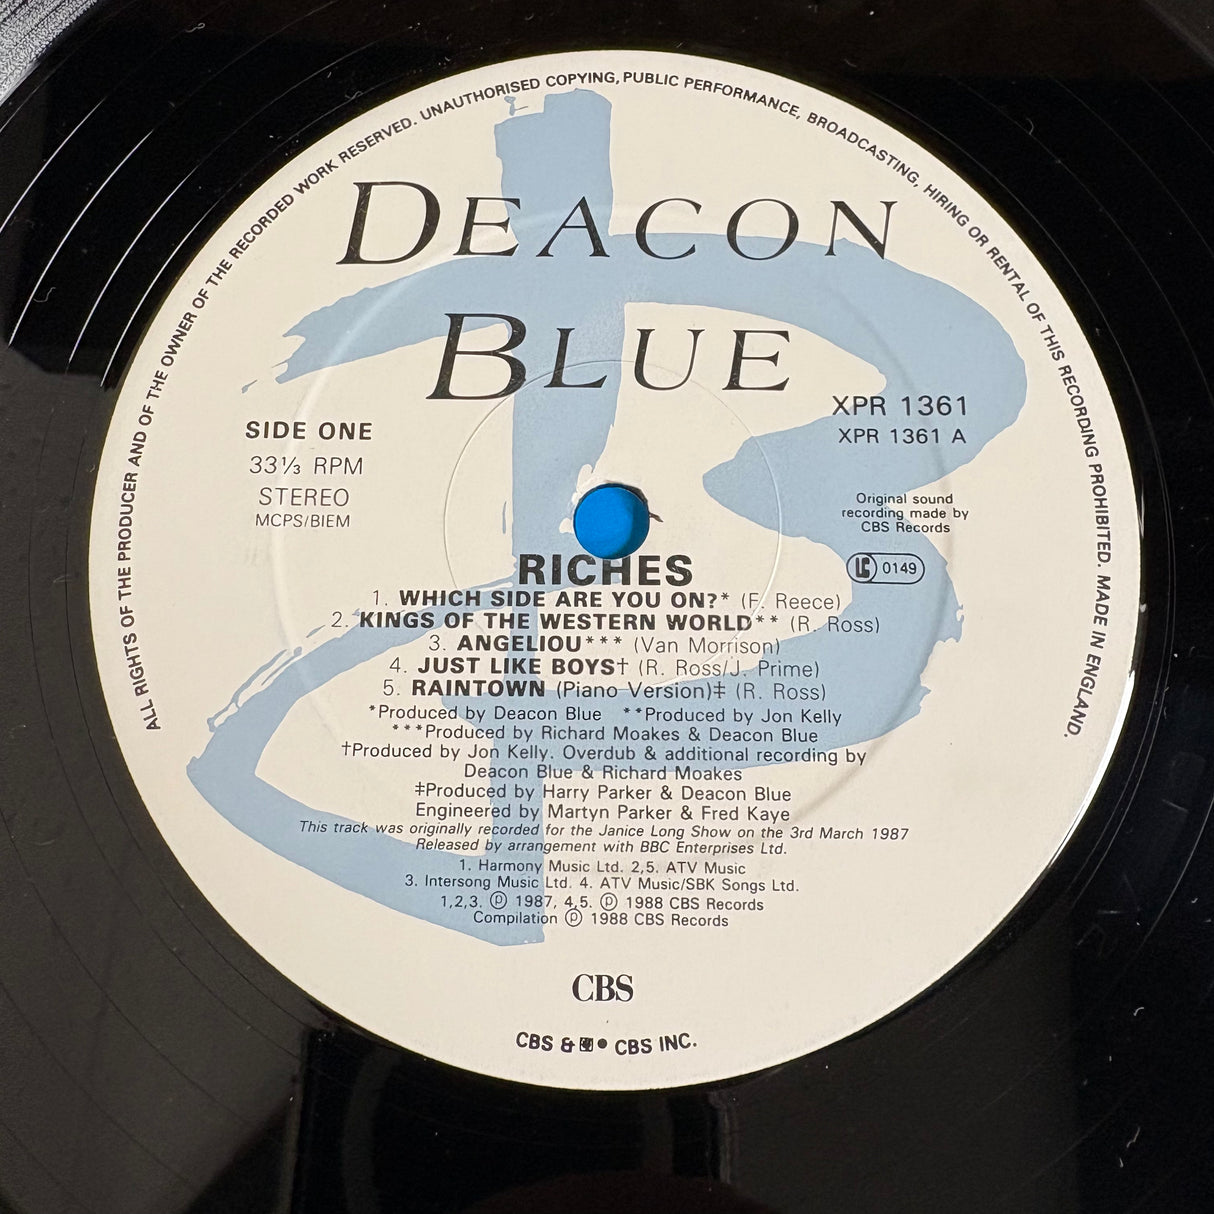 ALL RIGHTS OF THE PRODUCER AND OF THE OWNER OF THE RECORDED WORK RESERVED. UNAUTHORISED COPYING, PUBLIC PERFORMANCE, BROADCASTING, HIRING OR RENTAL OF THIS RECORDING PROHIBITED. MADE IN ENGLAND.
DEACON
BLUE
SIDE ONE
33⅓ RPM
STEREO
MCPS/BIEM
XPR 1361
XPR 1361 A
Original sound
recording made by
CBS Records
LC 0149
RICHES
1. WHICH SIDE ARE YOU ON?* (F. Reece)
2. KINGS OF THE WESTERN WORLD** (R. Ross)
3. ANGELIOU*** (Van Morrison)
4. JUST LIKE BOYS† (R. Ross/J. Prime)
5. RAINTOWN (Piano Version)‡ (R. Ross)
*Produced by Deacon Blue **Produced by Jon Kelly
***Produced by Richard Moakes & Deacon Blue
†Produced by Jon Kelly. Overdub & additional recording by
Deacon Blue & Richard Moakes
‡Produced by Harry Parker & Deacon Blue
Engineered by Martyn Parker & Fred Kaye
This track was originally recorded for the Janice Long Show on the 3rd March 1987
Released by arrangement with BBC Enterprises Ltd.
1. Harmony Music Ltd. 2,5. ATV Music
3. Intersong Music Ltd. 4. ATV Music/SBK Songs Ltd.
1,2,3. ℗ 1987, 4,5. ℗ 1988 CBS Records
Compilation ℗ 1988 CBS Records
CBS
CBS & ● CBS INC.